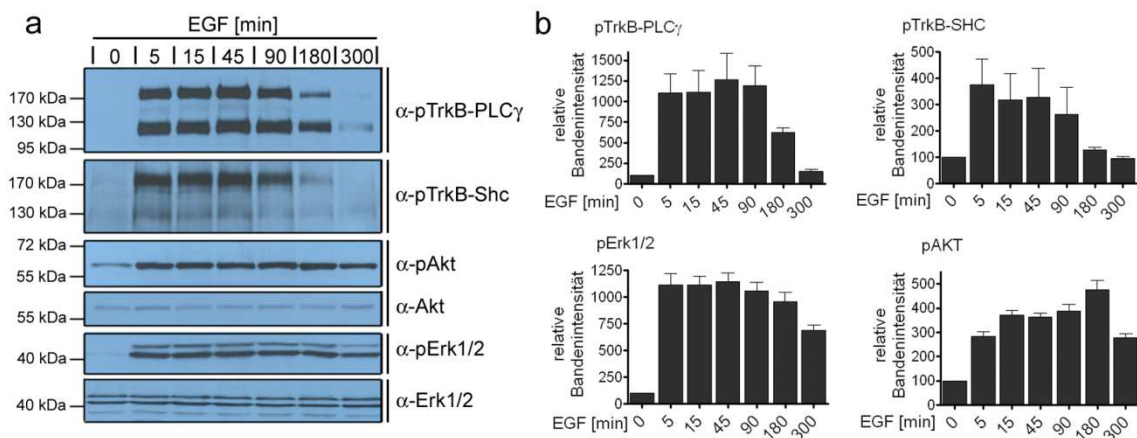 a
EGF [min]
0 5 15 45 90 180 300
170 kDa
130 kDa
95 kDa
α-pTrkB-PLCγ
170 kDa
130 kDa
α-pTrkB-Shc
72 kDa
55 kDa
α-pAkt
55 kDa
α-Akt
40 kDa
α-pErk1/2
40 kDa
α-Erk1/2
b
pTrkB-PLCγ
relative
Bandenintensität
1500
1250
1000
750
500
250
0
EGF [min] 0 5 15 45 90 180 300
pTrkB-SHC
relative
Bandenintensität
500
400
300
200
100
0
EGF [min] 0 5 15 45 90 180 300
pErk1/2
relative
Bandenintensität
1250
1000
750
500
250
0
EGF [min] 0 5 15 45 90 180 300
pAKT
relative
Bandenintensität
500
400
300
200
100
0
EGF [min] 0 5 15 45 90 180 300